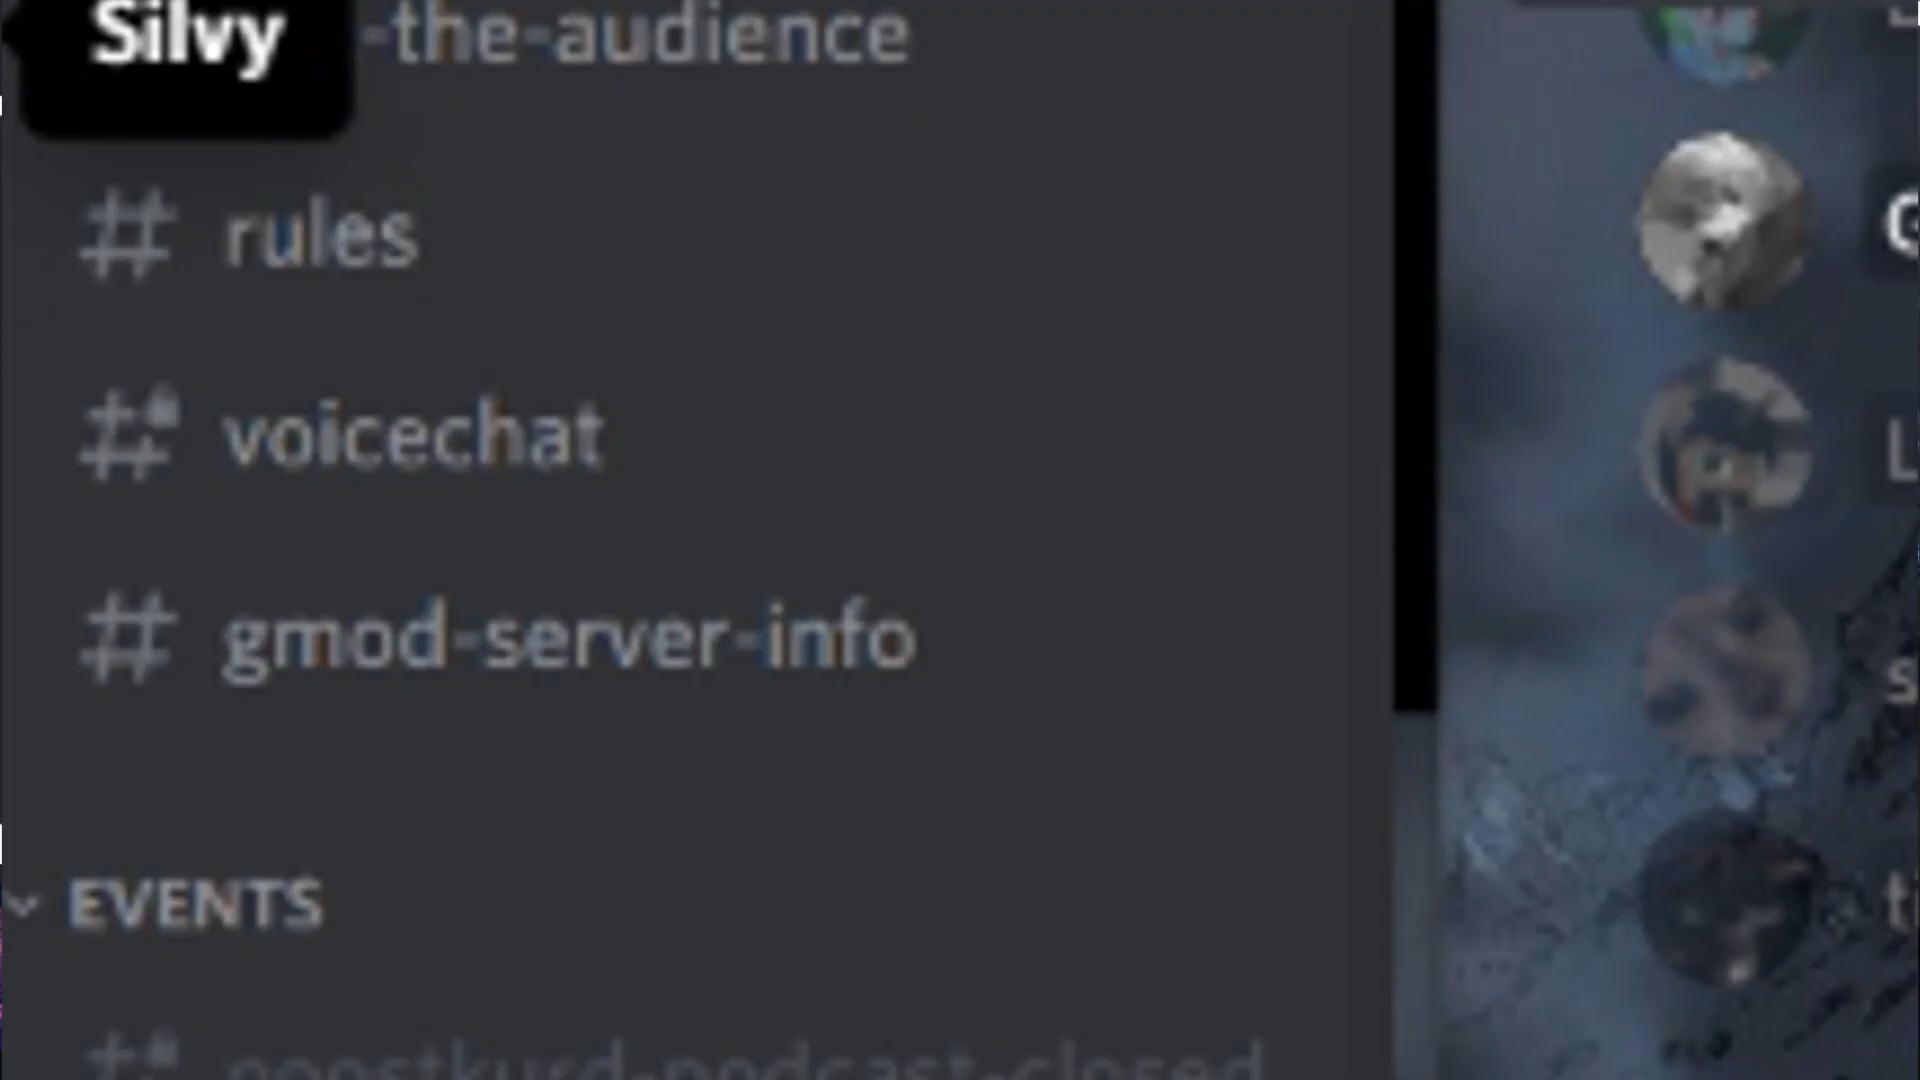 Silvy
-the-audience
# rules
# voicechat
# gmod-server-info
EVENTS